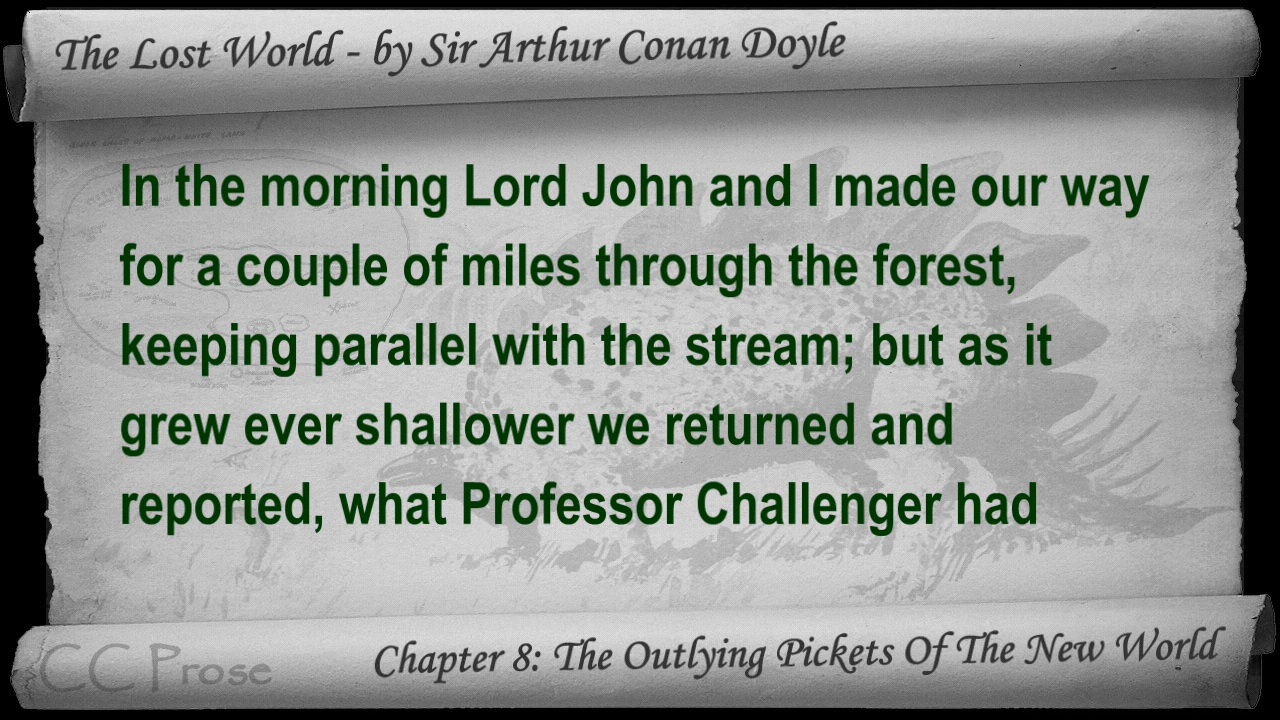 The Lost World - by Sir Arthur Conan Doyle
In the morning Lord John and I made our way
for a couple of miles through the forest,
keeping parallel with the stream; but as it
grew ever shallower we returned and
reported, what Professor Challenger had
CC Prose
Chapter 8: The Outlying Pickets Of The New World